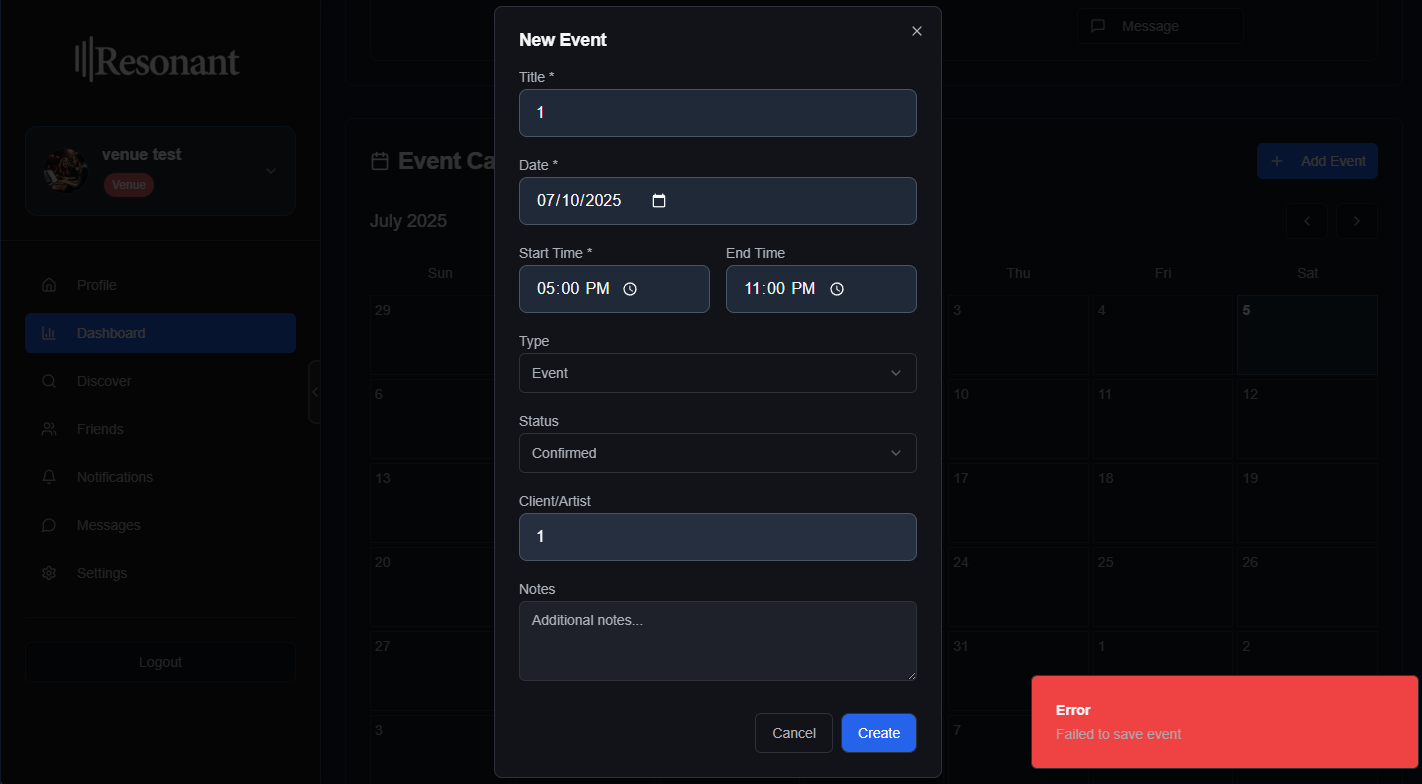 Resonant
venue test
Venue
Profile
Dashboard
Discover
Friends
Notifications
Messages
Settings
Logout
Message
Event Ca
Add Event
July 2025
Sun
Thu
Fri
Sat
29
3
4
5
6
10
11
12
13
17
18
19
20
24
25
26
27
31
1
2
3
7
New Event
Title *
1
Date *
07/10/2025
Start Time *
End Time
05:00 PM
11:00 PM
Type
Event
Status
Confirmed
Client/Artist
1
Notes
Additional notes...
Cancel
Create
Error
Failed to save event